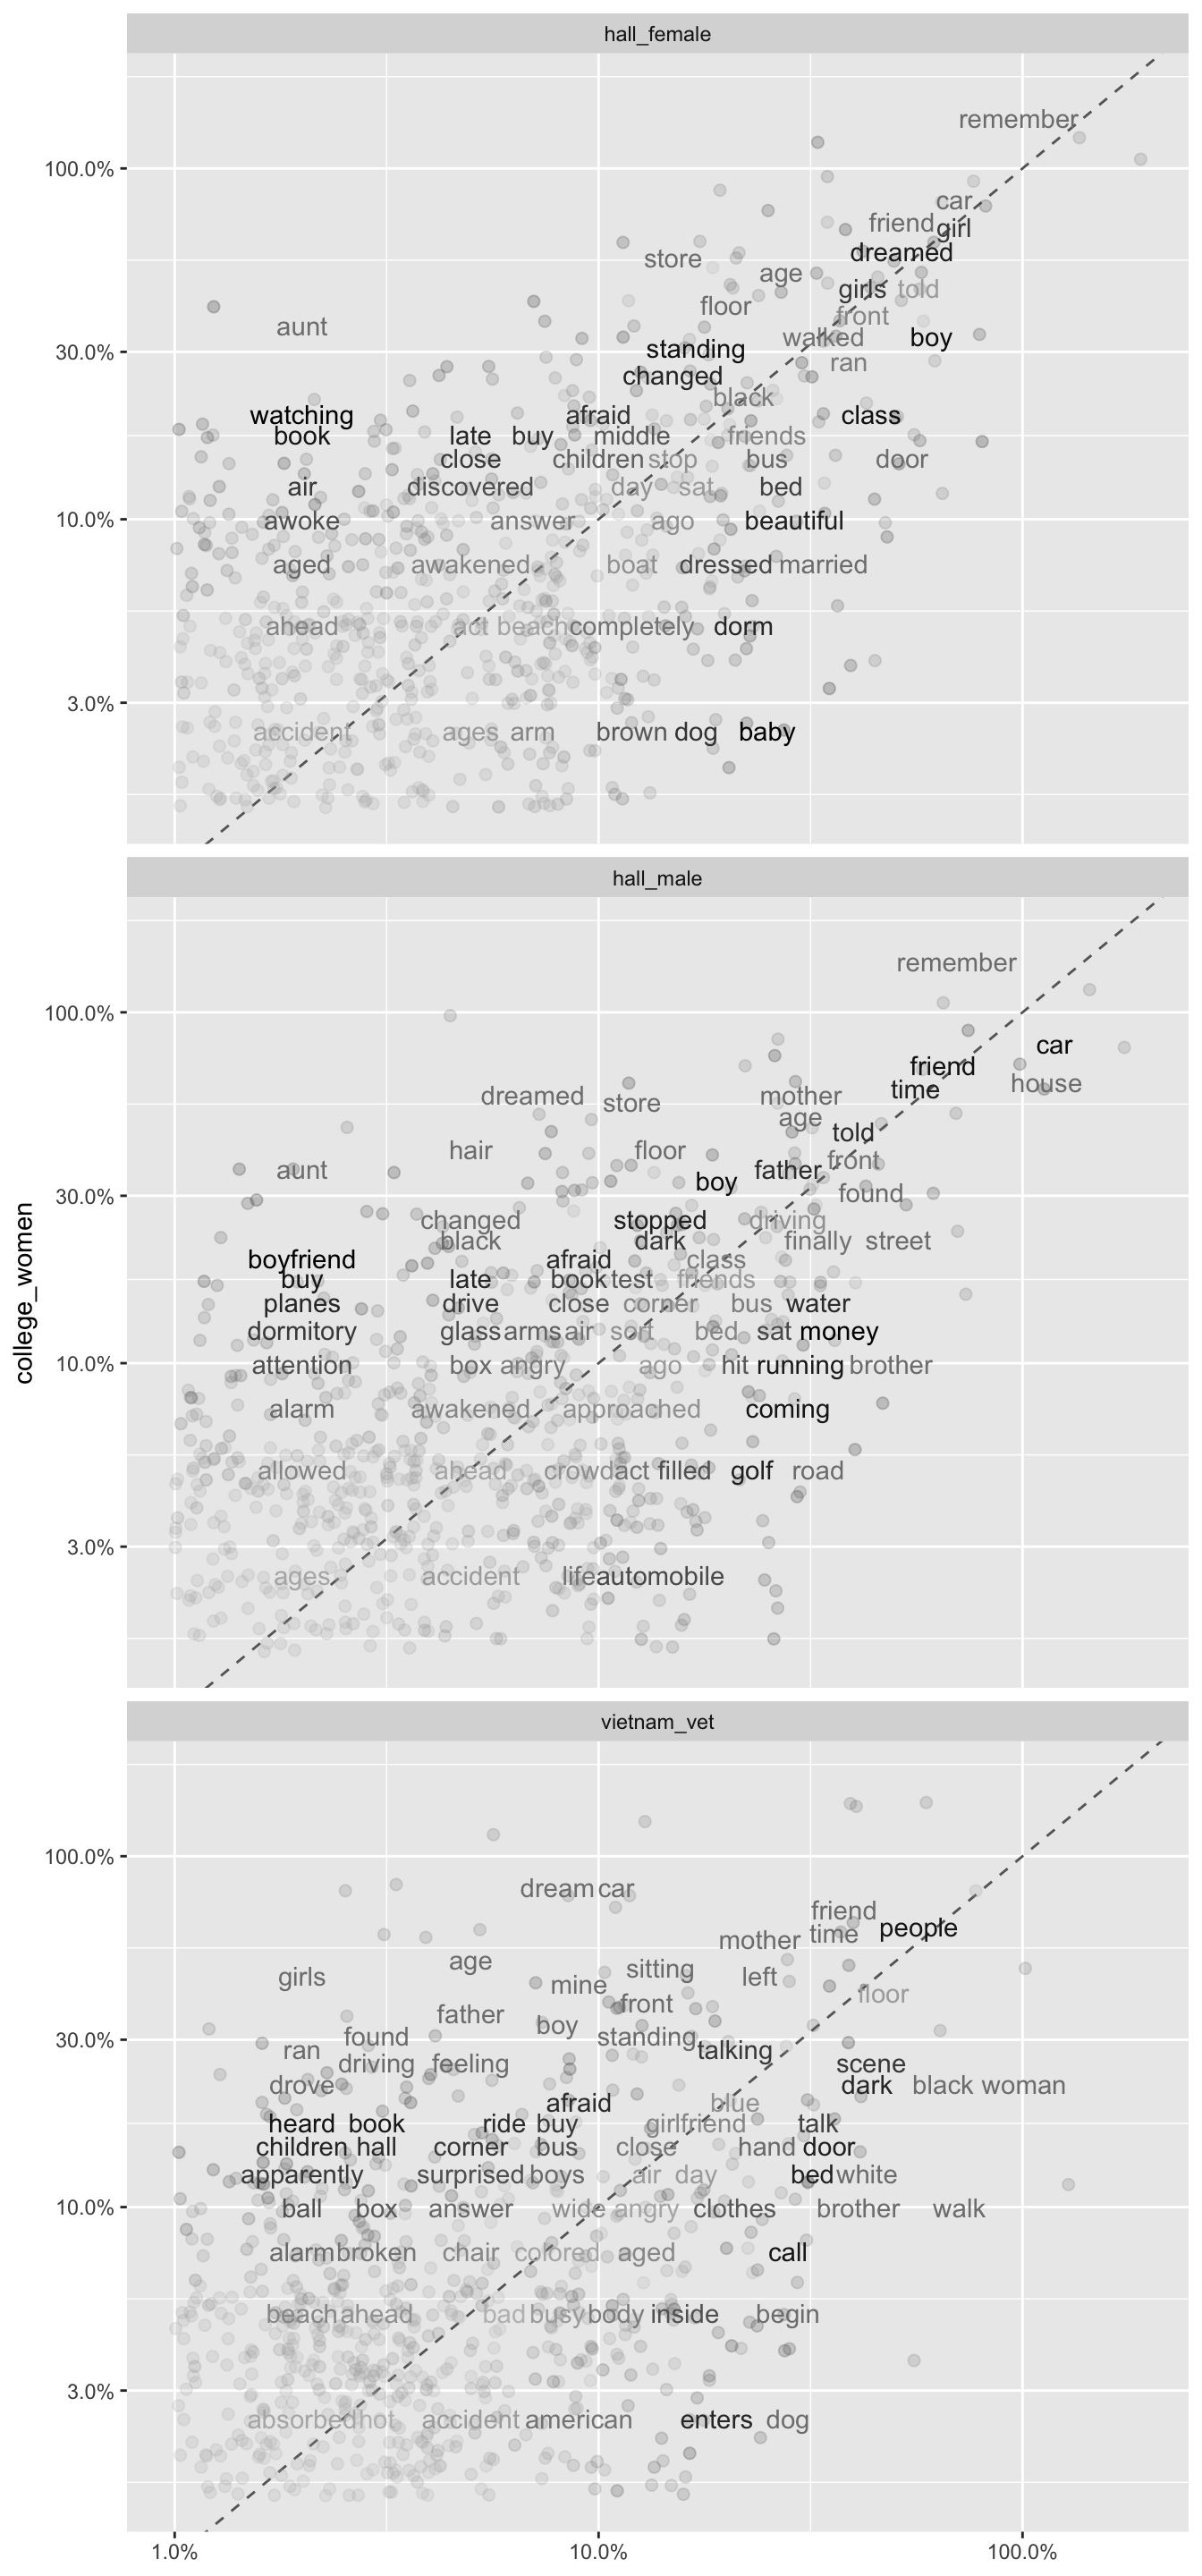 hall_female
remember
100.0%
car
friend girl
dreamed
store
age
girls told
floor
front
aunt
walked boy
30.0%
standing
ran
changed
black
watching afraid class
book late buy middle friends
close children stop bus door
air discovered day sat bed
10.0% awoke answer ago beautiful
aged awakened boat dressed married
ahead act beach completely dorm
3.0%
accident ages arm brown dog baby
hall_male
remember
100.0%
car
friend
house
time
dreamed store mother
age
told
hair floor
front
aunt father
boy
30.0% found
changed stopped driving
black dark finally street
boyfriend afraid class
buy late book test friends
planes drive close corner bus water
dormitory glass arms air sort bed sat money
10.0% attention box angry ago hit running brother
alarm awakened approached coming
allowed ahead crowd act filled golf road
3.0%
ages accident life automobile
college_women
vietnam_vet
100.0%
dream car
friend
people
time
mother
age
sitting
girls mine left
floor
front
father
boy
30.0% found standing
ran talking
driving feeling scene
drove dark black woman
afraid blue
heard book ride buy girlfriend talk
children hall corner bus close hand door
apparently surprised boys air day bed white
10.0% ball box answer wide angry clothes brother walk
alarm broken chair colored aged call
beach ahead bad busy body inside begin
3.0%
absorbed hot accident american enters dog
1.0% 10.0% 100.0%